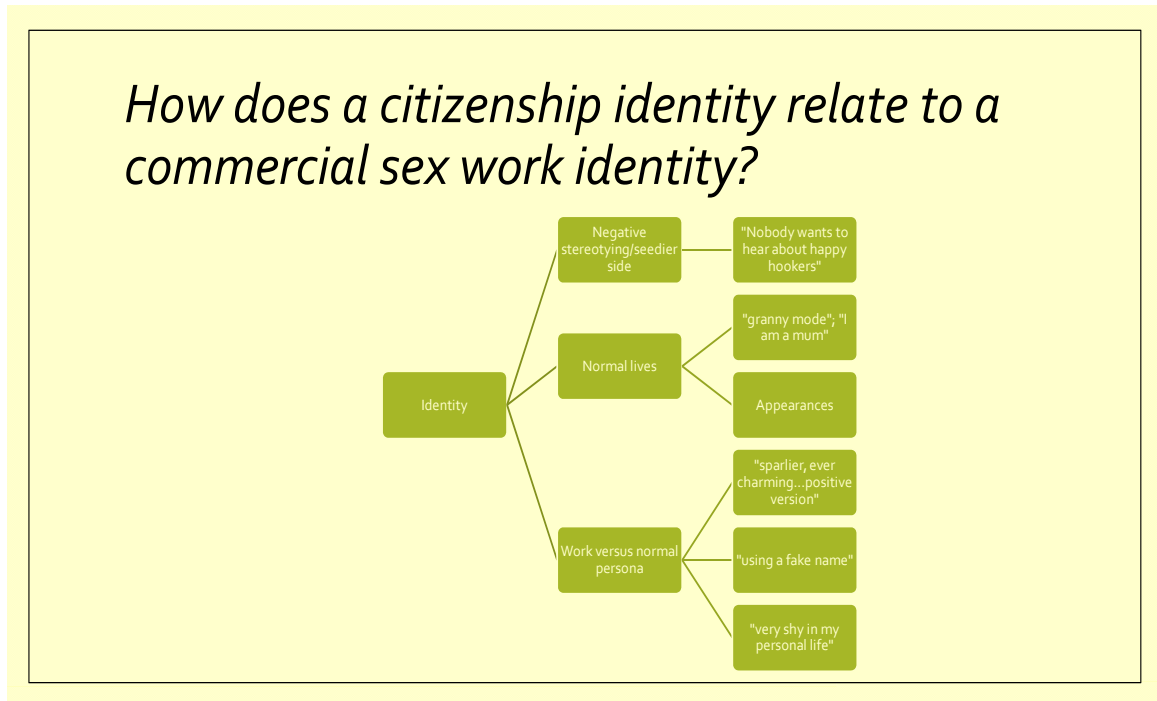 How does a citizenship identity relate to a
commercial sex work identity?
Identity
Negative
stereotying/seedier
side
"Nobody wants to
hear about happy
hookers"
Normal lives
"granny mode"; "I
am a mum"
Appearances
Work versus normal
persona
"sparlier, ever
charming...positive
version"
"using a fake name"
"very shy in my
personal life"